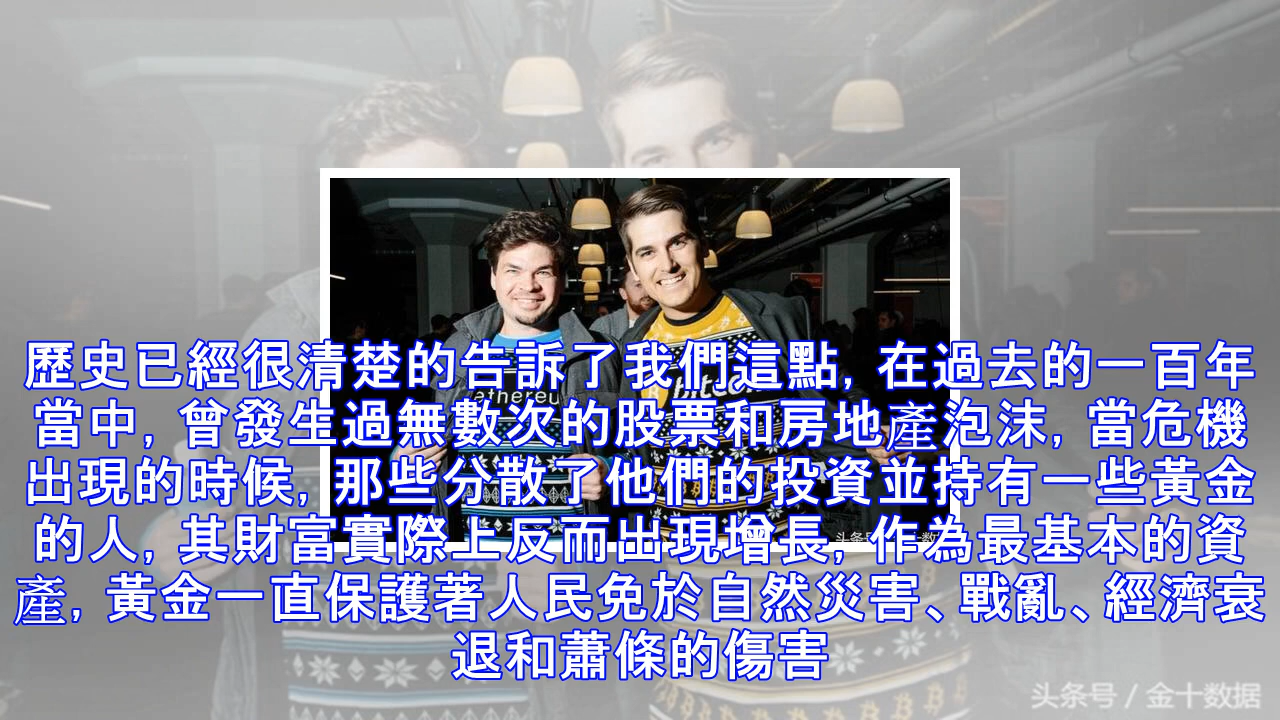 歷史已經很清楚的告訴了我們這點, 在過去的一百年
當中, 曾發生過無數次的股票和房地產泡沫, 當危機
出現的時候, 那些分散了他們的投資並持有一些黃金
的人, 其財富實際上反而出現增長, 作為最基本的資
產, 黃金一直保護著人民免於自然災害、戰亂、經濟衰
退和蕭條的傷害
ethereu
bitco
头条号 / 金十数据